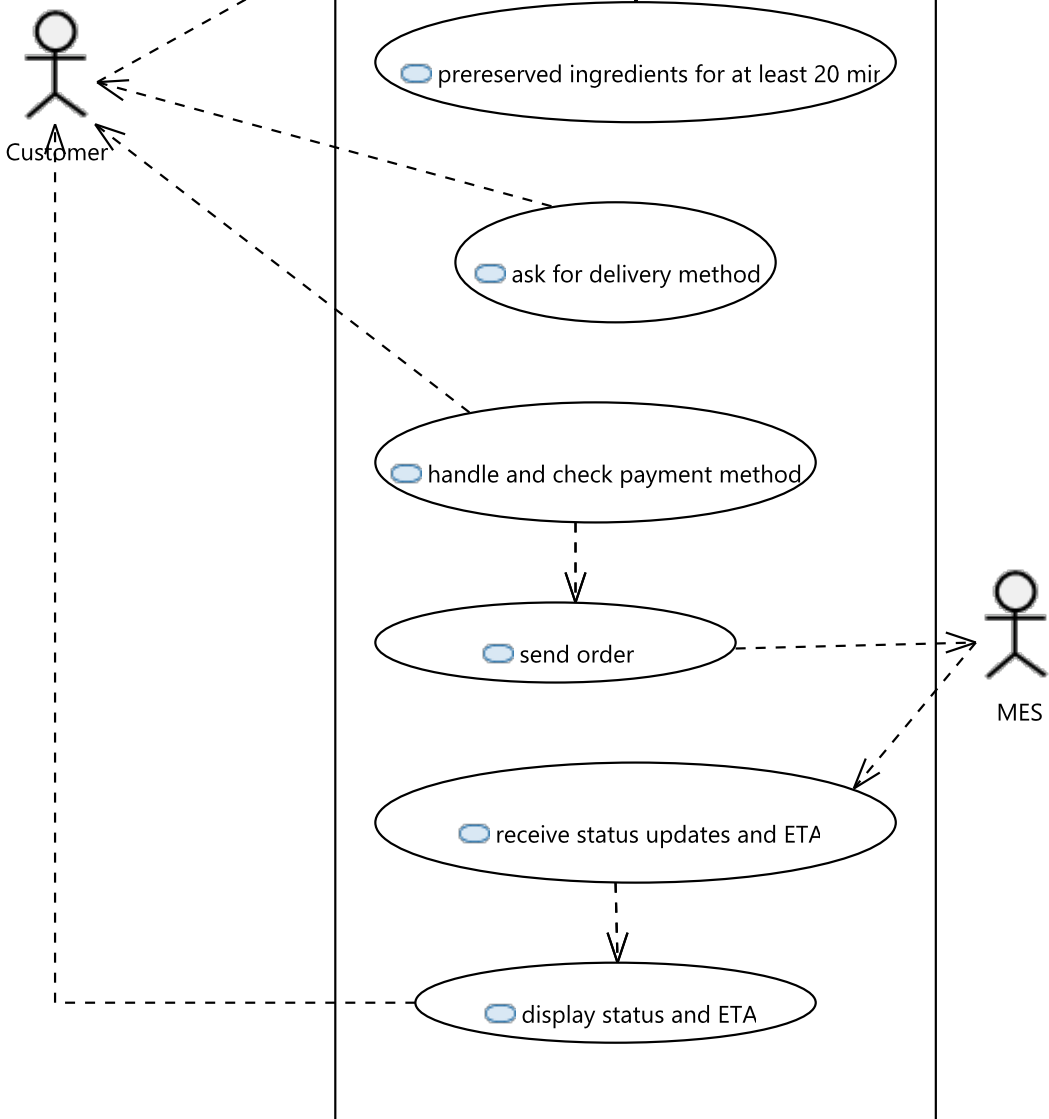 prereserved ingredients for at least 20 min
Customer
ask for delivery method
handle and check payment method
send order
MES
receive status updates and ETA
display status and ETA